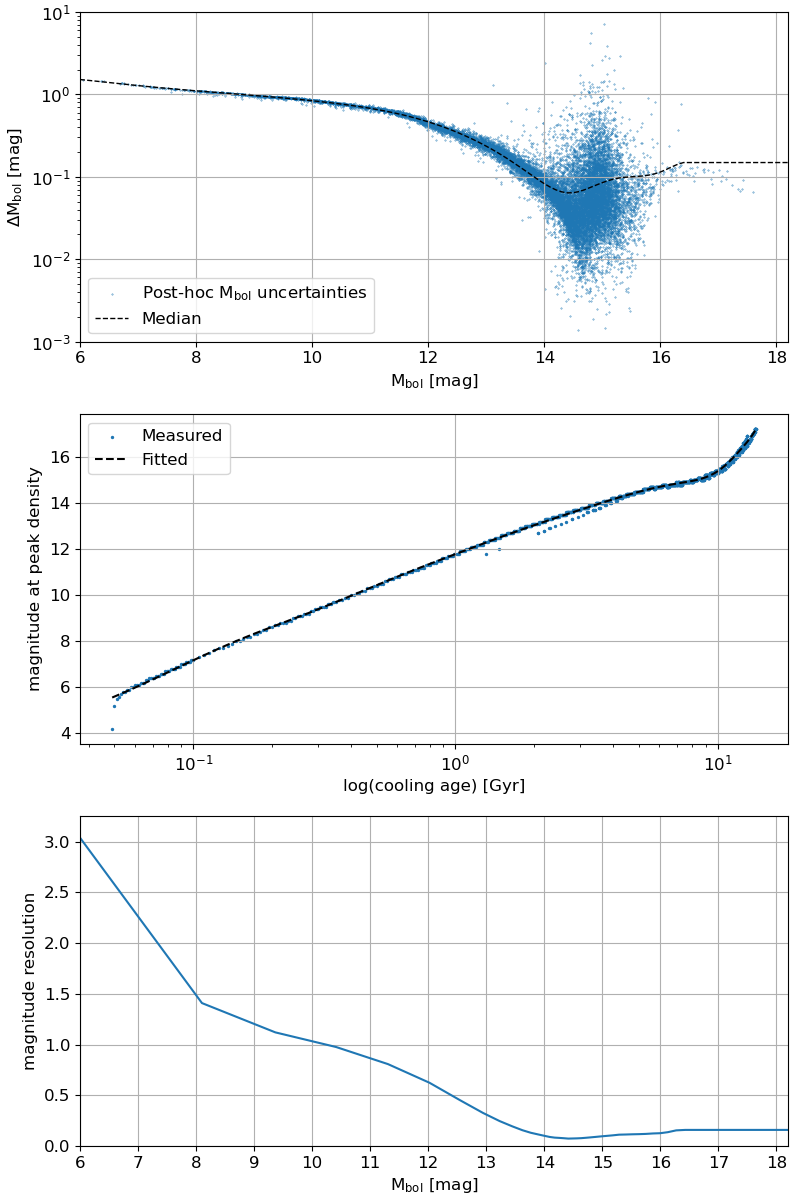 10¹
10⁰
10⁻¹
10⁻²
10⁻³
ΔM_bol [mag]
Post-hoc M_bol uncertainties
Median
6 8 10 12 14 16 18
M_bol [mag]
16
14
12
10
8
6
4
magnitude at peak density
Measured
Fitted
10⁻¹ 10⁰ 10¹
log(cooling age) [Gyr]
3.0
2.5
2.0
1.5
1.0
0.5
0.0
magnitude resolution
6 7 8 9 10 11 12 13 14 15 16 17 18
M_bol [mag]